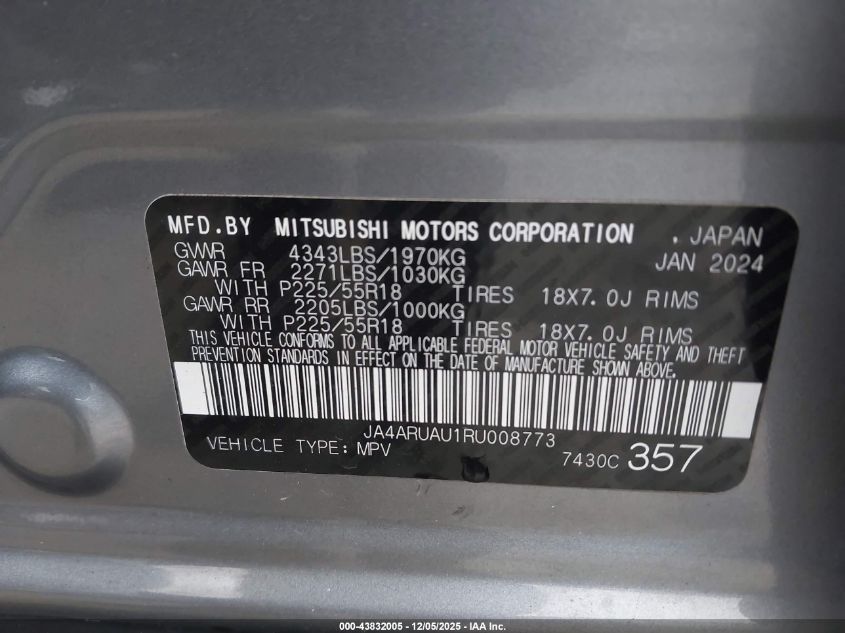 MFD.BY MITSUBISHI MOTORS CORPORATION . JAPAN
GVWR 4343LBS/1970KG JAN 2024
GAWR FR 2271LBS/1030KG
WITH P225/55R18 TIRES 18X7.0J RIMS
GAWR RR 2205LBS/1000KG
WITH P225/55R18 TIRES 18X7.0J RIMS
THIS VEHICLE CONFORMS TO ALL APPLICABLE FEDERAL MOTOR VEHICLE SAFETY AND THEFT
PREVENTION STANDARDS IN EFFECT ON THE DATE OF MANUFACTURE SHOWN ABOVE.
JA4ARUAU1RU008773
VEHICLE TYPE: MPV 7430C 357
000-43832005 - 12/05/2025 - IAA Inc.